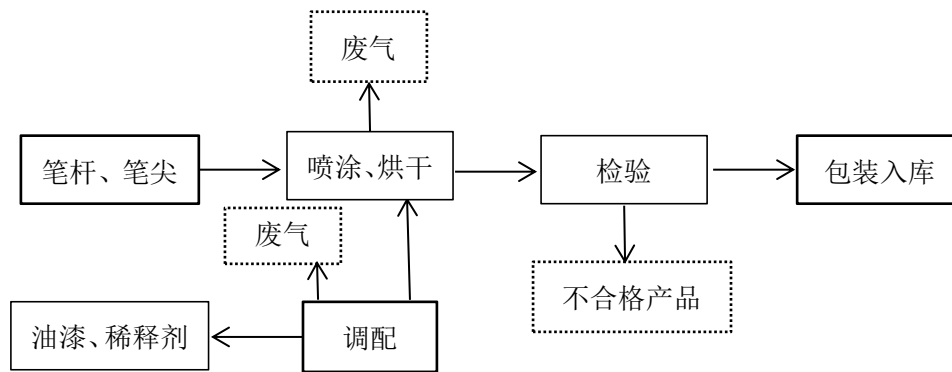 废气
笔杆、笔尖
喷涂、烘干
检验
包装入库
废气
不合格产品
油漆、稀释剂
调配